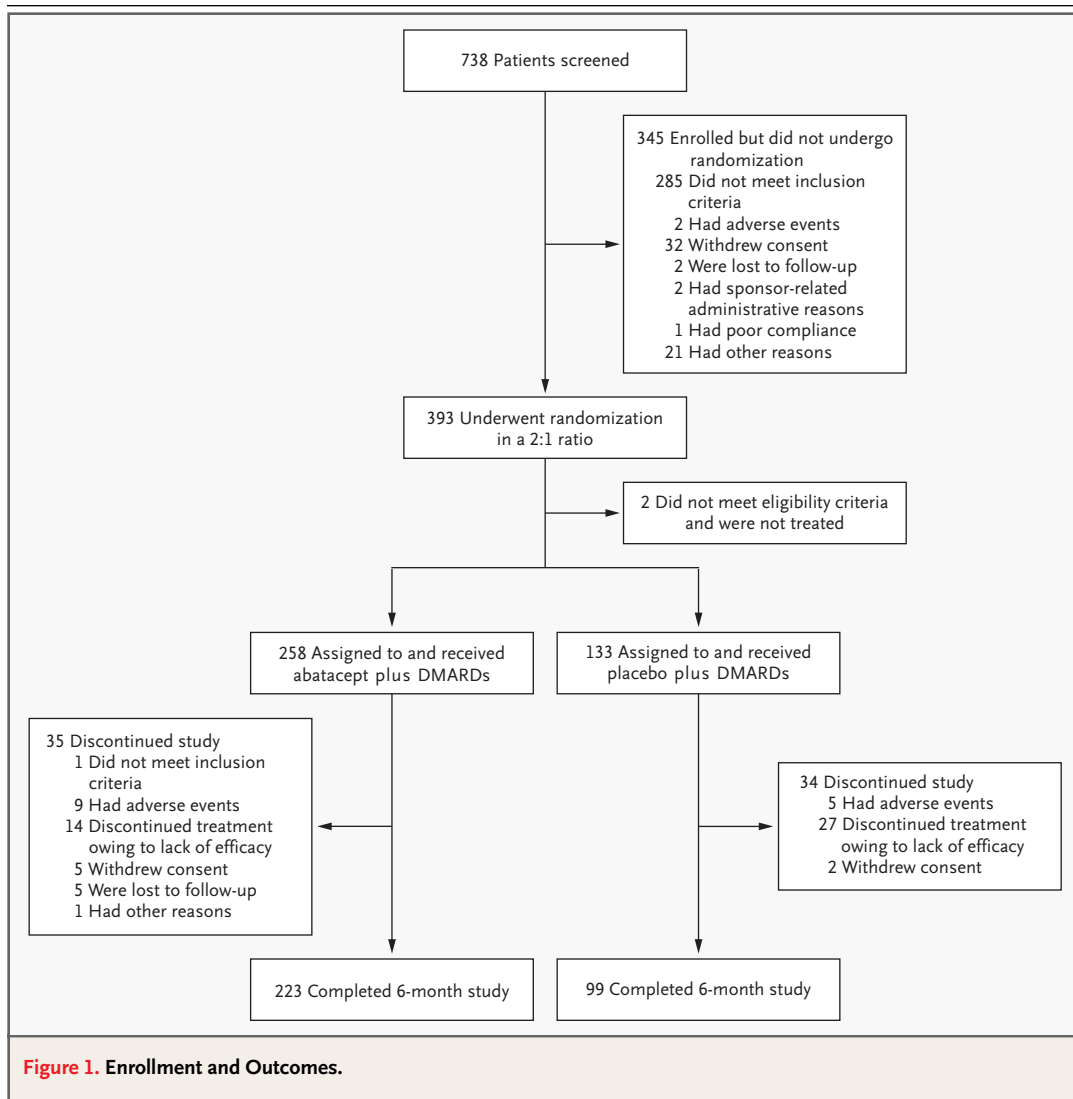 738 Patients screened
345 Enrolled but did not undergo
randomization
285 Did not meet inclusion
criteria
2 Had adverse events
32 Withdrew consent
2 Were lost to follow-up
2 Had sponsor-related
administrative reasons
1 Had poor compliance
21 Had other reasons
393 Underwent randomization
in a 2:1 ratio
2 Did not meet eligibility criteria
and were not treated
258 Assigned to and received
abatacept plus DMARDs
133 Assigned to and received
placebo plus DMARDs
35 Discontinued study
1 Did not meet inclusion
criteria
9 Had adverse events
14 Discontinued treatment
owing to lack of efficacy
5 Withdrew consent
5 Were lost to follow-up
1 Had other reasons
34 Discontinued study
5 Had adverse events
27 Discontinued treatment
owing to lack of efficacy
2 Withdrew consent
223 Completed 6-month study
99 Completed 6-month study
Figure 1. Enrollment and Outcomes.